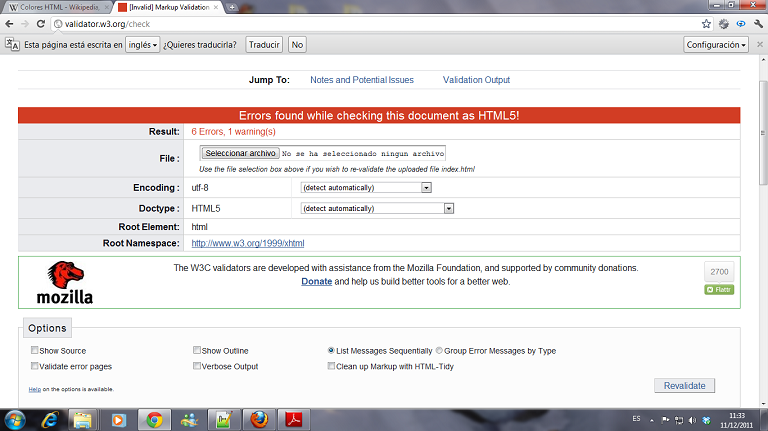 Colores HTML - Wikipedia,
[Invalid] Markup Validation
validator.w3.org/check
Esta página está escrita en inglés ¿Quieres traducirla? Traducir No Configuración
Jump To: Notes and Potential Issues Validation Output
Errors found while checking this document as HTML5!
Result: 6 Errors, 1 warning(s)
File : Seleccionar archivo No se ha seleccionado ningun archivo
Use the file selection box above if you wish to re-validate the uploaded file index.html
Encoding : utf-8 (detect automatically)
Doctype : HTML5 (detect automatically)
Root Element: html
Root Namespace: http://www.w3.org/1999/xhtml
The W3C validators are developed with assistance from the Mozilla Foundation, and supported by community donations.
Donate and help us build better tools for a better web.
mozilla
2700
Flattr
Options
Show Source Show Outline List Messages Sequentially Group Error Messages by Type
Validate error pages Verbose Output Clean up Markup with HTML-Tidy
Help on the options is available.
Revalidate
ES
11:33
11/12/2011